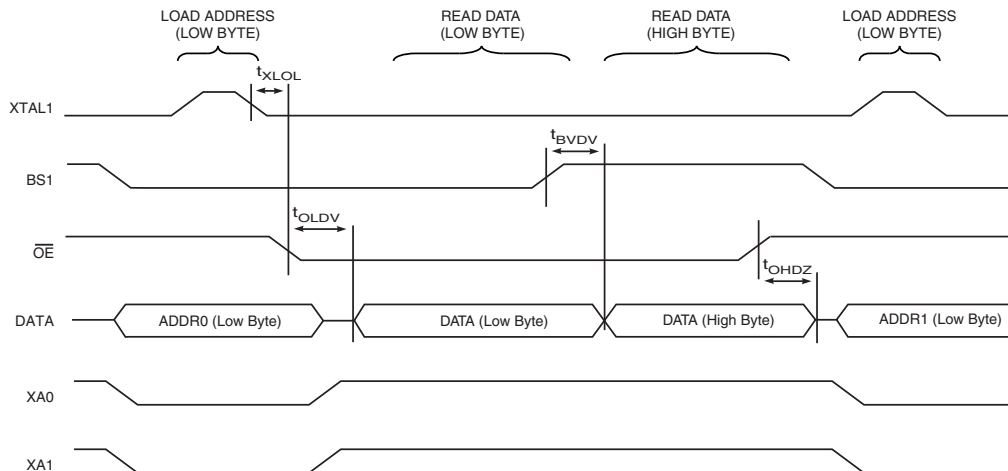 LOAD ADDRESS
(LOW BYTE)
READ DATA
(LOW BYTE)
READ DATA
(HIGH BYTE)
LOAD ADDRESS
(LOW BYTE)
tXLOL
XTAL1
tBVDV
BS1
tOLDV
OE
tOHDZ
DATA
ADDR0 (Low Byte)
DATA (Low Byte)
DATA (High Byte)
ADDR1 (Low Byte)
XA0
XA1